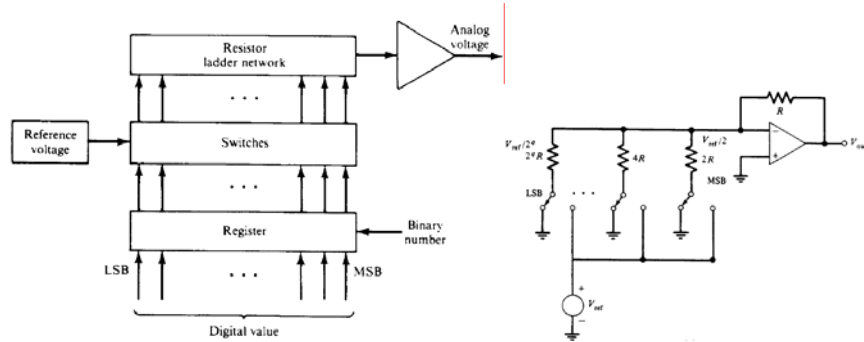 Resistor
ladder network
Analog
voltage
. . .
Reference
voltage
Switches
. . .
Register
Binary
number
LSB
. . .
MSB
Digital value
R
V_ref/2^q
2^q R
4R
V_ref/2
2R
−
+
LSB
. . .
MSB
+
V_ref
−